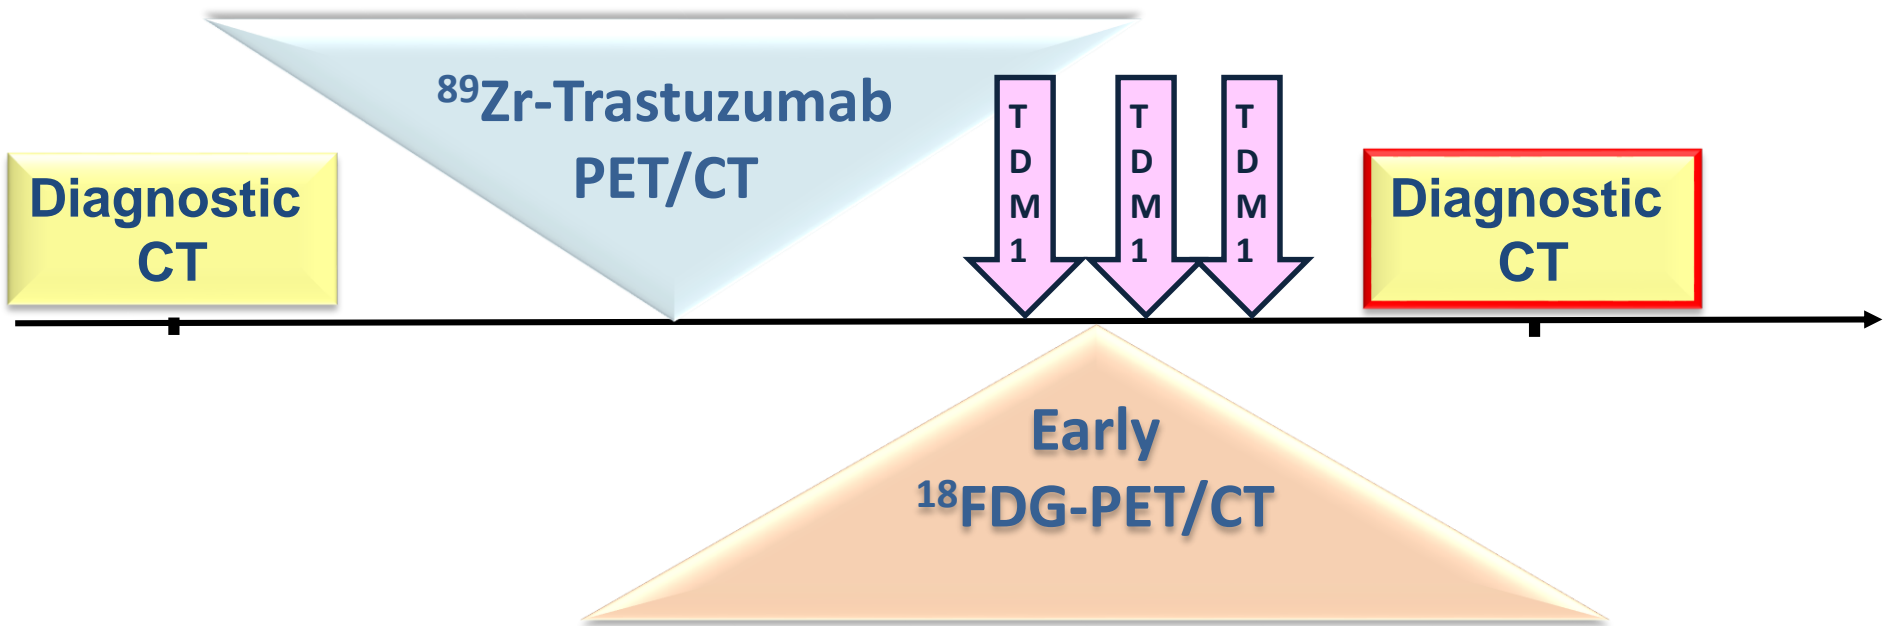 Diagnostic
CT
⁸⁹Zr-Trastuzumab
PET/CT
T
D
M
1
T
D
M
1
T
D
M
1
Diagnostic
CT
Early
¹⁸FDG-PET/CT